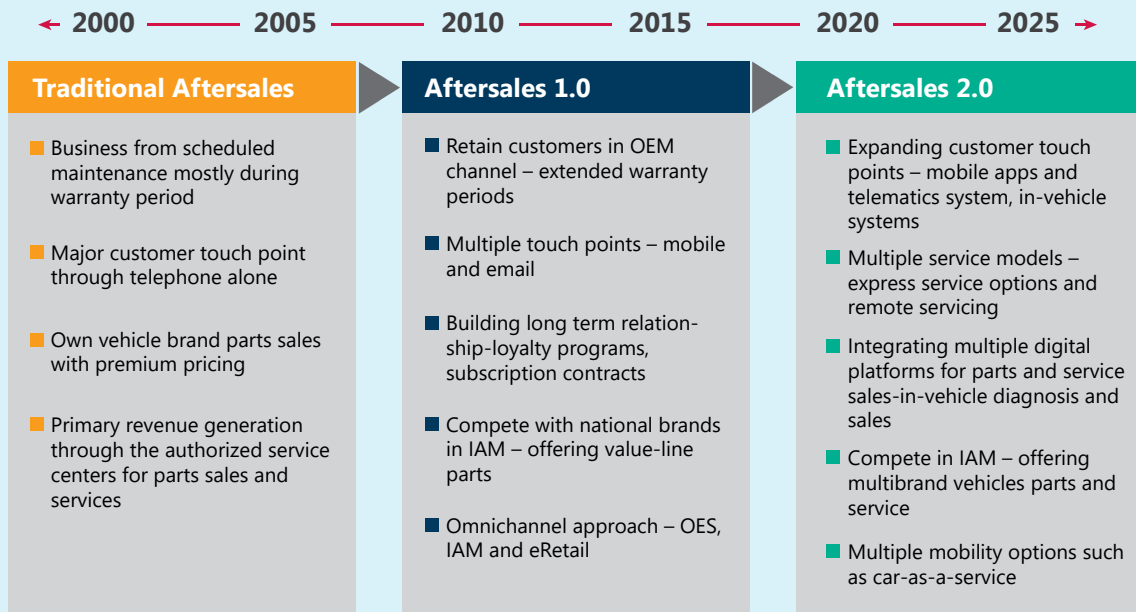 2000 2005 2010 2015 2020 2025
Traditional Aftersales
Business from scheduled
maintenance mostly during
warranty period
Major customer touch point
through telephone alone
Own vehicle brand parts sales
with premium pricing
Primary revenue generation
through the authorized service
centers for parts sales and
services
Aftersales 1.0
Retain customers in OEM
channel – extended warranty
periods
Multiple touch points – mobile
and email
Building long term relation-
ship-loyalty programs,
subscription contracts
Compete with national brands
in IAM – offering value-line
parts
Omnichannel approach – OES,
IAM and eRetail
Aftersales 2.0
Expanding customer touch
points – mobile apps and
telematics system, in-vehicle
systems
Multiple service models –
express service options and
remote servicing
Integrating multiple digital
platforms for parts and service
sales-in-vehicle diagnosis and
sales
Compete in IAM – offering
multibrand vehicles parts and
service
Multiple mobility options such
as car-as-a-service